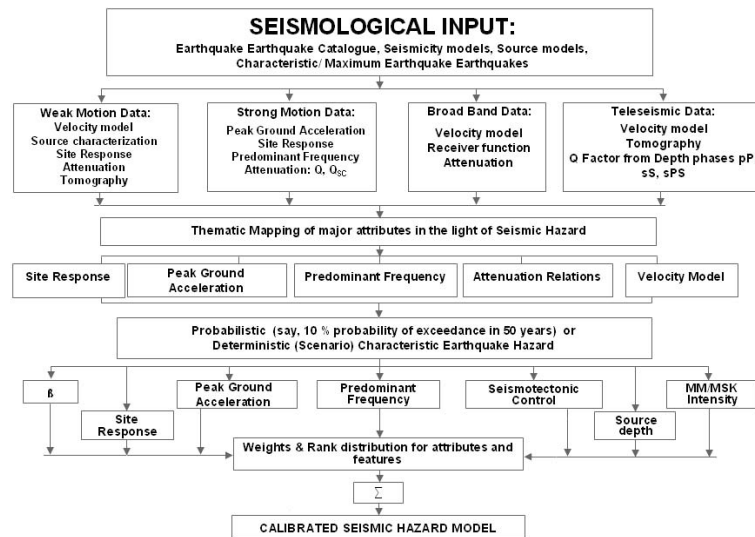 SEISMOLOGICAL INPUT:
Earthquake Earthquake Catalogue, Seismicity models, Source models,
Characteristic/ Maximum Earthquake Earthquakes
Weak Motion Data:
Velocity model
Source characterization
Site Response
Attenuation
Tomography
Strong Motion Data:
Peak Ground Acceleration
Site Response
Predominant Frequency
Attenuation: Q, QSC
Broad Band Data:
Velocity model
Receiver function
Attenuation
Teleseismic Data:
Velocity model
Tomography
Q Factor from Depth phases pP
sS, sPS
Thematic Mapping of major attributes in the light of Seismic Hazard
Site Response
Peak Ground
Acceleration
Predominant Frequency
Attenuation Relations
Velocity Model
Probabilistic (say, 10 % probability of exceedance in 50 years) or
Deterministic (Scenario) Characteristic Earthquake Hazard
ß
Site
Response
Peak Ground
Acceleration
Predominant
Frequency
Seismotectonic
Control
Source
depth
MM/MSK
Intensity
Weights & Rank distribution for attributes and
features
Σ
CALIBRATED SEISMIC HAZARD MODEL